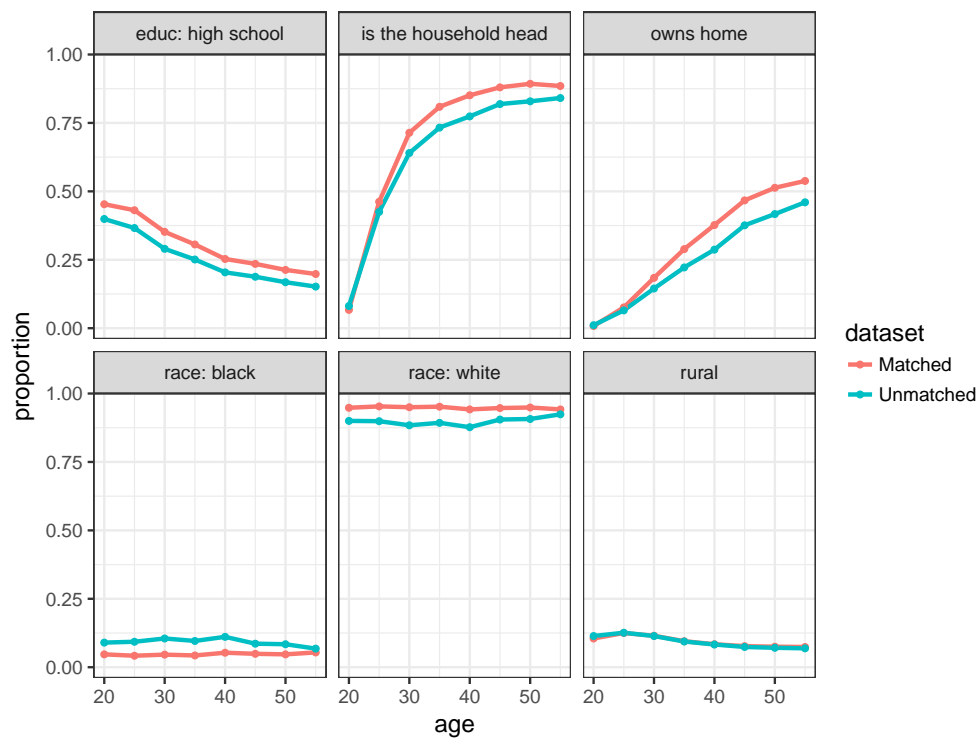 educ: high school
is the household head
owns home
1.00
0.75
0.50
0.25
0.00
race: black
race: white
rural
1.00
0.75
0.50
0.25
0.00
20 30 40 50
20 30 40 50
20 30 40 50
age
proportion
dataset
Matched
Unmatched